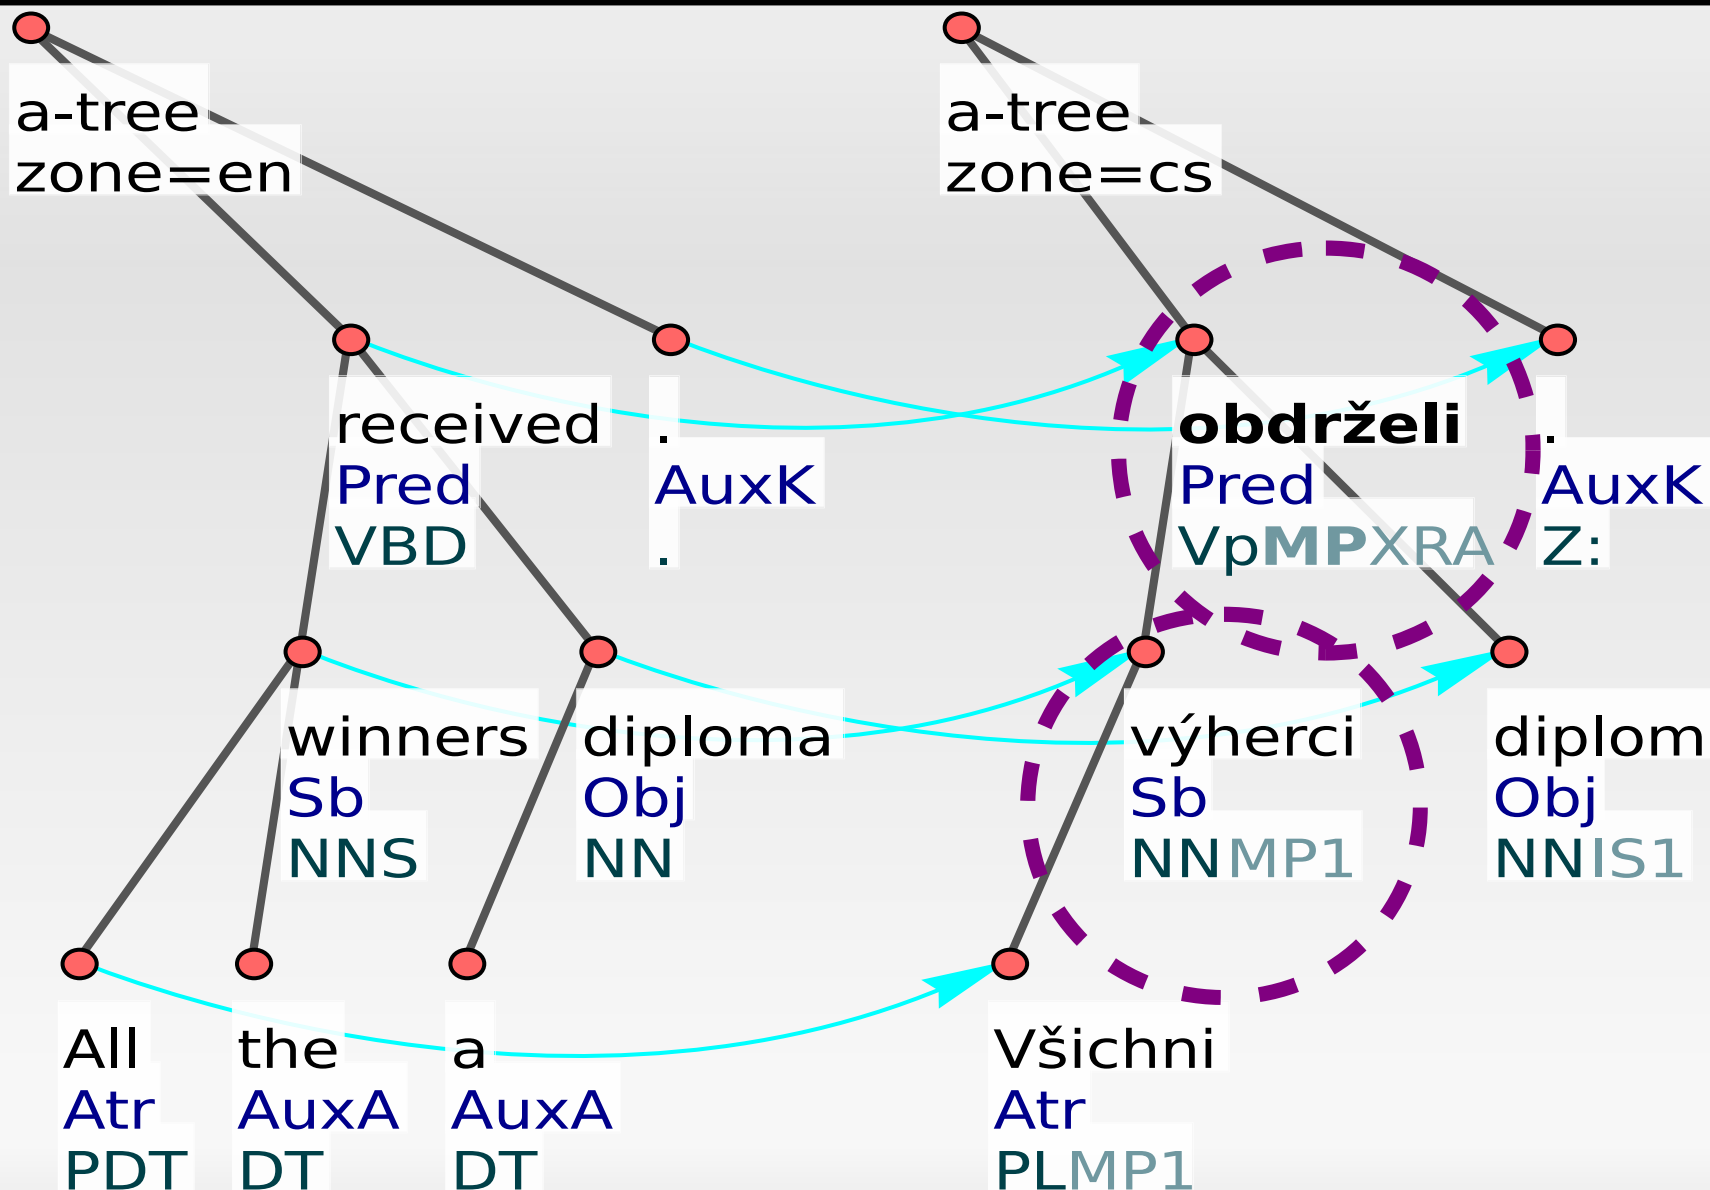 a-tree
zone=en
a-tree
zone=cs
received
Pred
VBD
.
AuxK
.
obdrželi
Pred
VpMPXRA
.
AuxK
Z:
winners
Sb
NNS
diploma
Obj
NN
výherci
Sb
NNMP1
diplom
Obj
NNIS1
All
Atr
PDT
the
AuxA
DT
a
AuxA
DT
Všichni
Atr
PLMP1